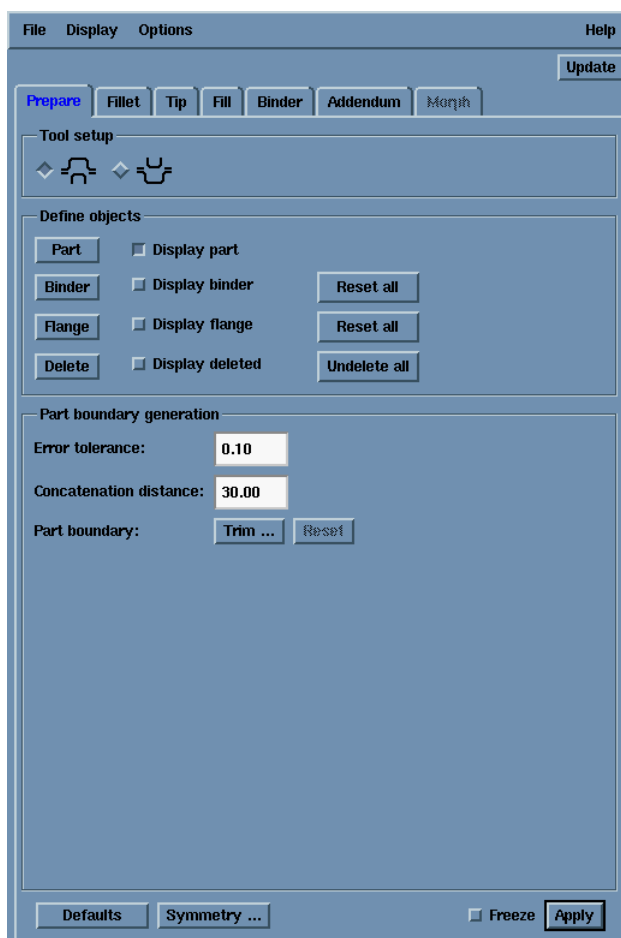 File Display Options Help
Update
Prepare Fillet Tip Fill Binder Addendum Morph
Tool setup
Define objects
Part Display part
Binder Display binder Reset all
Flange Display flange Reset all
Delete Display deleted Undelete all
Part boundary generation
Error tolerance: 0.10
Concatenation distance: 30.00
Part boundary: Trim ... Reset
Defaults Symmetry ... Freeze Apply